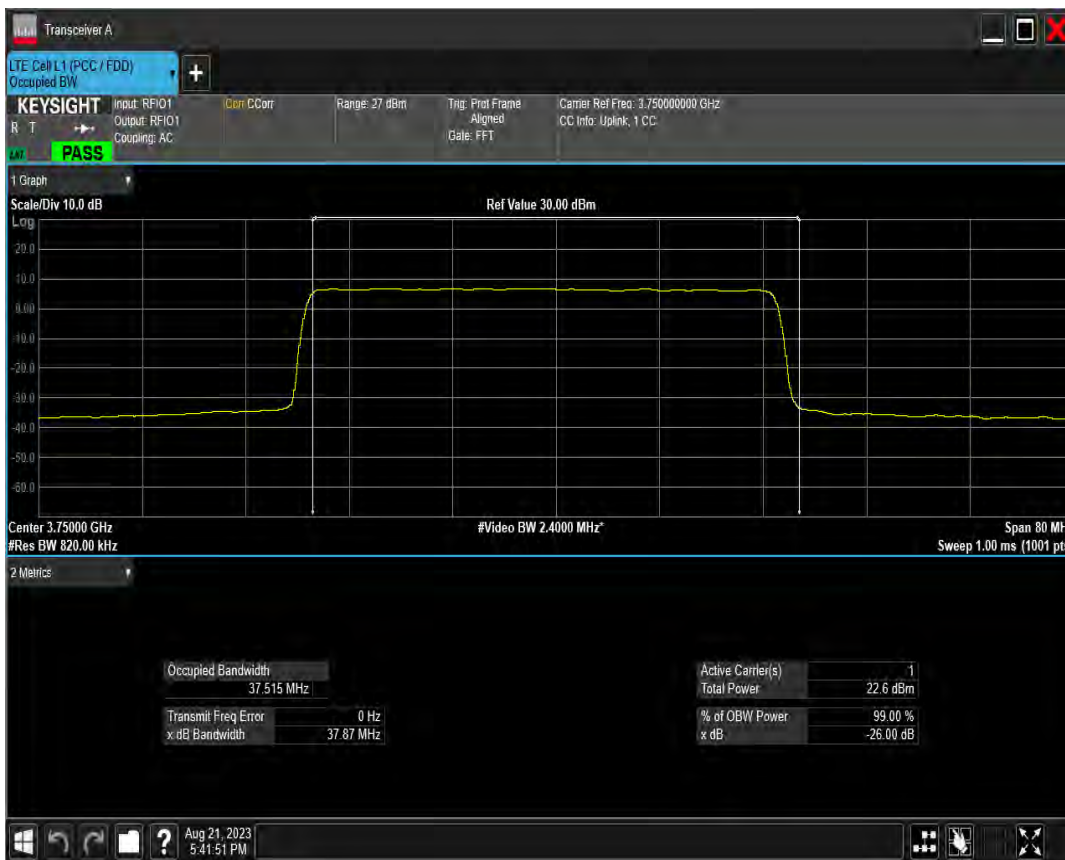 Transceiver A
LTE Cell L1 (PCC / FDD)
Occupied BW
KEYSIGHT
R T
PASS
Input: RFIO1
Output: RFIO1
Coupling: AC
Corr CCorr
Range: 27 dBm
Trig: Prot Frame
Aligned
Gate: FFT
Carrier Ref Freq: 3.750000000 GHz
CC Info: Uplink, 1 CC
1 Graph
Scale/Div 10.0 dB
Ref Value 30.00 dBm
Log
20.0
10.0
0.00
-10.0
-20.0
-30.0
-40.0
-50.0
-60.0
Center 3.75000 GHz
#Video BW 2.4000 MHz*
Span 80 MH
#Res BW 820.00 kHz
Sweep 1.00 ms (1001 pts
2 Metrics
Occupied Bandwidth
37.515 MHz
Transmit Freq Error 0 Hz
x dB Bandwidth 37.87 MHz
Active Carrier(s) 1
Total Power 22.6 dBm
% of OBW Power 99.00 %
x dB -26.00 dB
?
Aug 21, 2023
5:41:51 PM